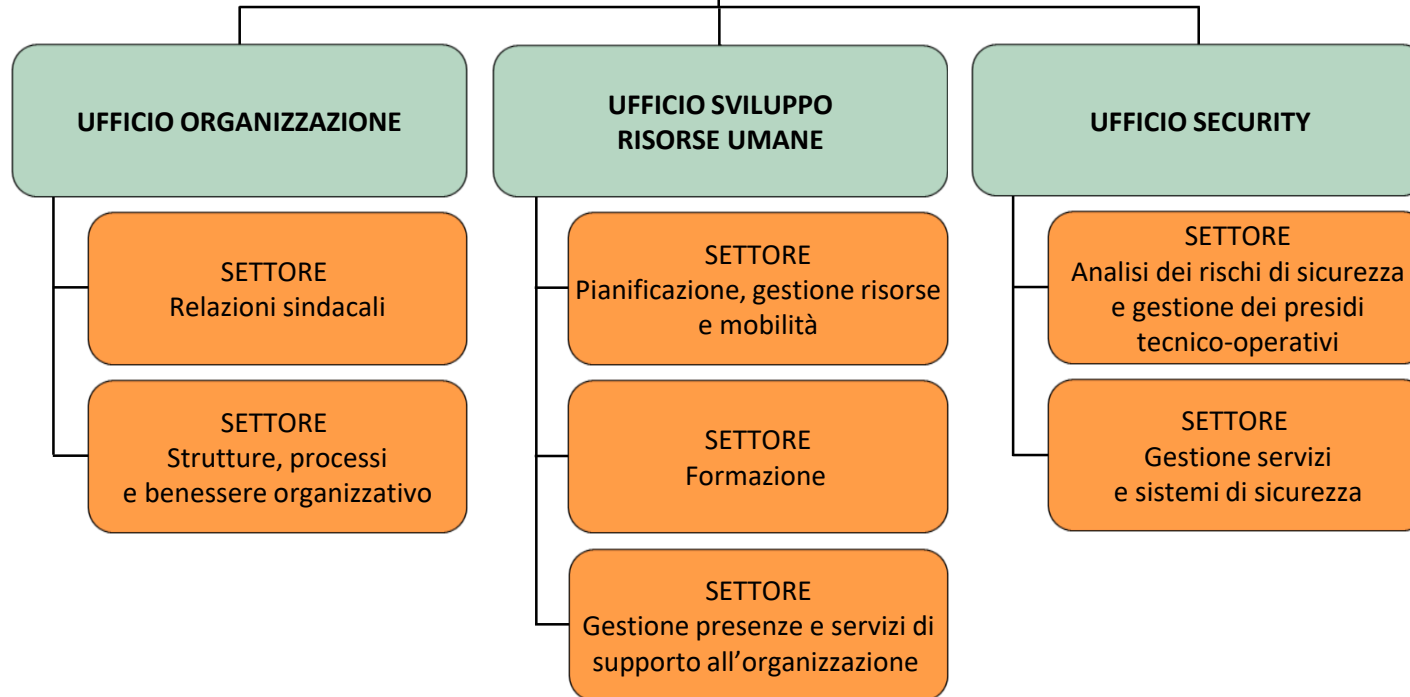 UFFICIO ORGANIZZAZIONE
SETTORE
Relazioni sindacali
SETTORE
Strutture, processi
e benessere organizzativo
UFFICIO SVILUPPO
RISORSE UMANE
SETTORE
Pianificazione, gestione risorse
e mobilità
SETTORE
Formazione
SETTORE
Gestione presenze e servizi di
supporto all’organizzazione
UFFICIO SECURITY
SETTORE
Analisi dei rischi di sicurezza
e gestione dei presidi
tecnico-operativi
SETTORE
Gestione servizi
e sistemi di sicurezza